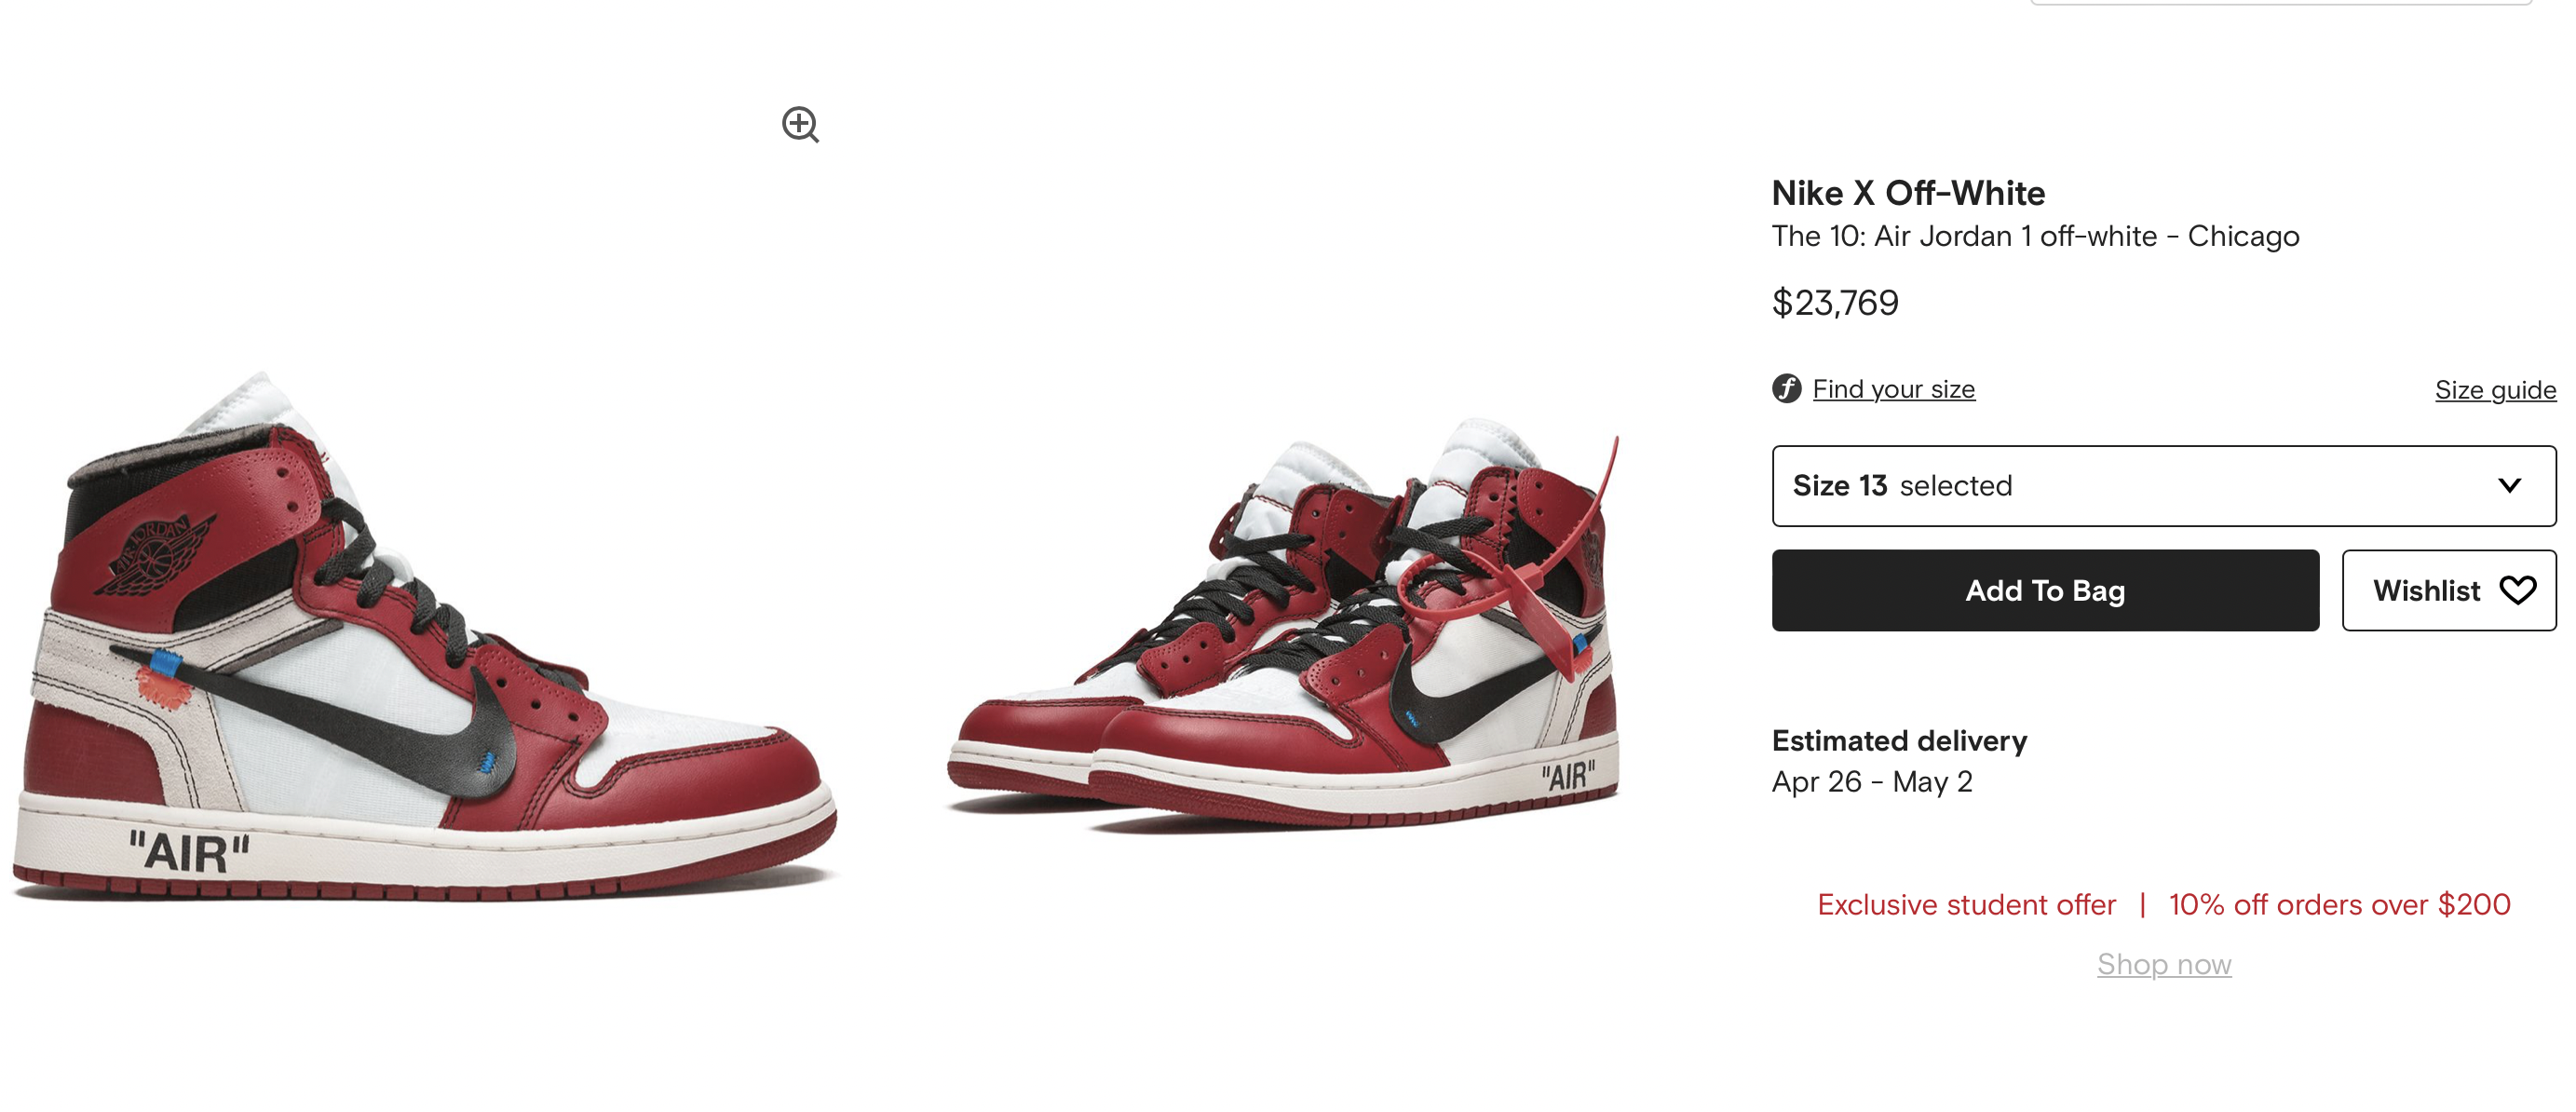 AIR JORDAN
"AIR"
"AIR"
Nike X Off-White
The 10: Air Jordan 1 off-white - Chicago
$23,769
Find your size
Size guide
Size 13 selected
Add To Bag
Wishlist
Estimated delivery
Apr 26 - May 2
Exclusive student offer | 10% off orders over $200
Shop now